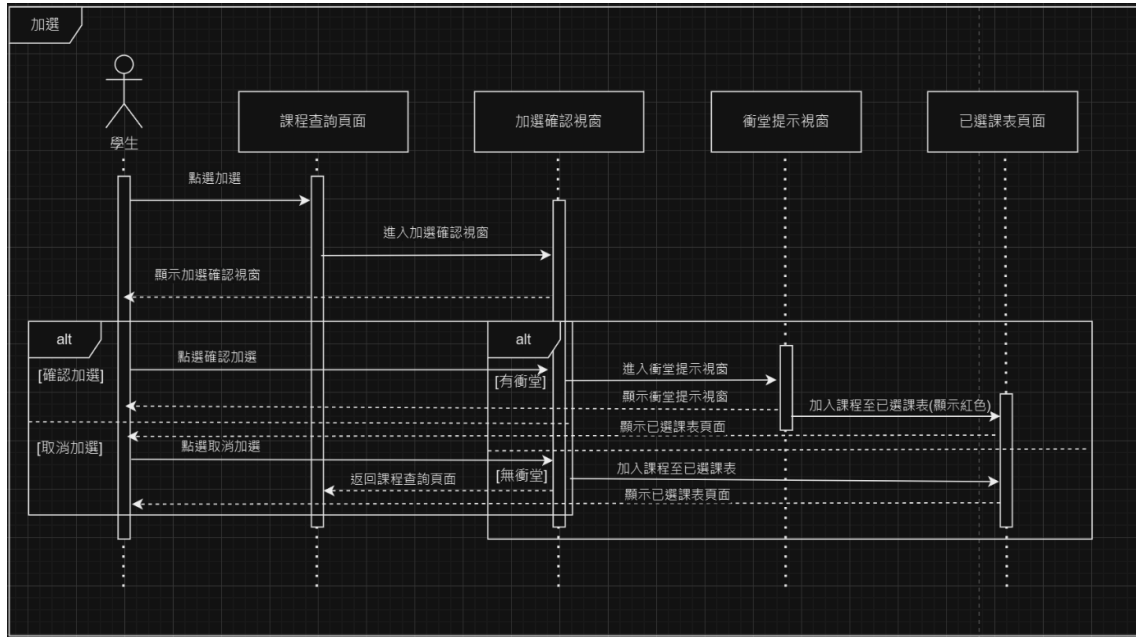 加選
學生
課程查詢頁面
加選確認視窗
衝堂提示視窗
已選課表頁面
點選加選
進入加選確認視窗
顯示加選確認視窗
alt
alt
[確認加選]
點選確認加選
[有衝堂]
進入衝堂提示視窗
顯示衝堂提示視窗
加入課程至已選課表(顯示紅色)
顯示已選課表頁面
[取消加選]
點選取消加選
[無衝堂]
加入課程至已選課表
返回課程查詢頁面
顯示已選課表頁面